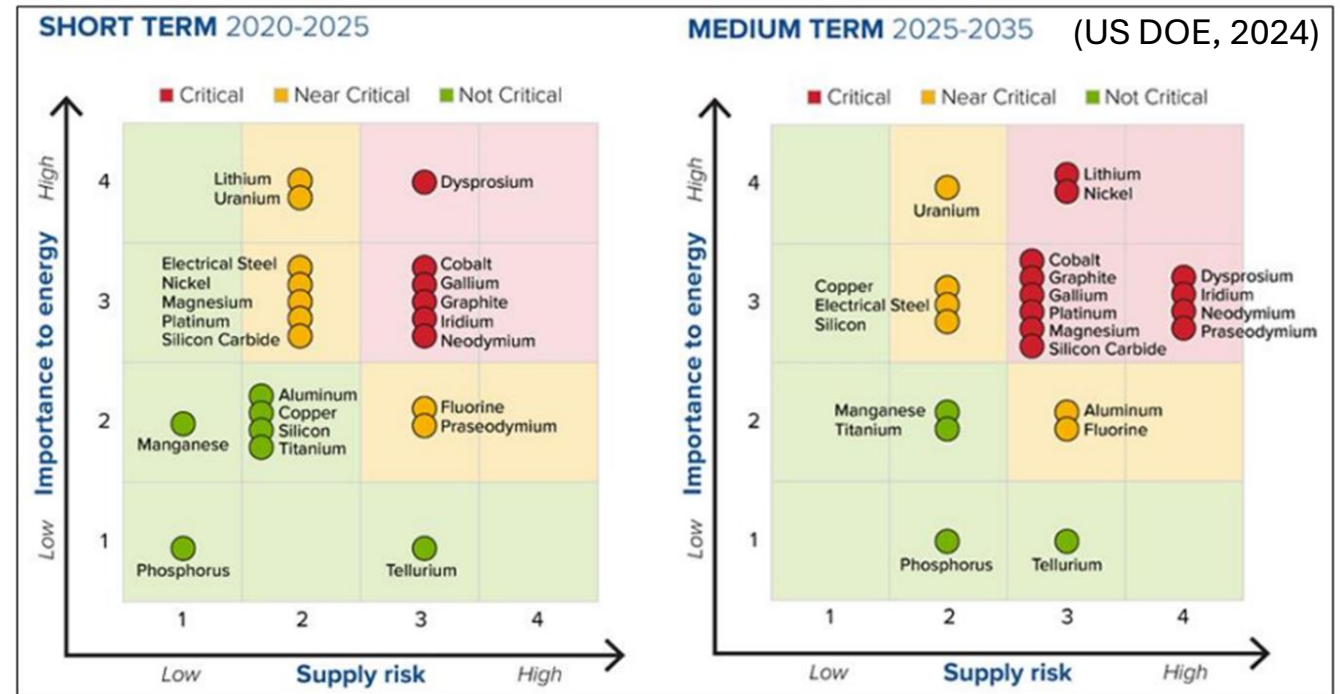 SHORT TERM 2020-2025
Critical
Near Critical
Not Critical
High
Importance to energy
Low
4
3
2
1
Lithium
Uranium
Dysprosium
Electrical Steel
Nickel
Magnesium
Platinum
Silicon Carbide
Cobalt
Gallium
Graphite
Iridium
Neodymium
Manganese
Aluminum
Copper
Silicon
Titanium
Fluorine
Praseodymium
Phosphorus
Tellurium
1 2 3 4
Low Supply risk High
MEDIUM TERM 2025-2035
(US DOE, 2024)
Critical
Near Critical
Not Critical
High
Importance to energy
Low
4
3
2
1
Uranium
Lithium
Nickel
Copper
Electrical Steel
Silicon
Cobalt
Graphite
Gallium
Platinum
Magnesium
Silicon Carbide
Dysprosium
Iridium
Neodymium
Praseodymium
Manganese
Titanium
Aluminum
Fluorine
Phosphorus
Tellurium
1 2 3 4
Low Supply risk High